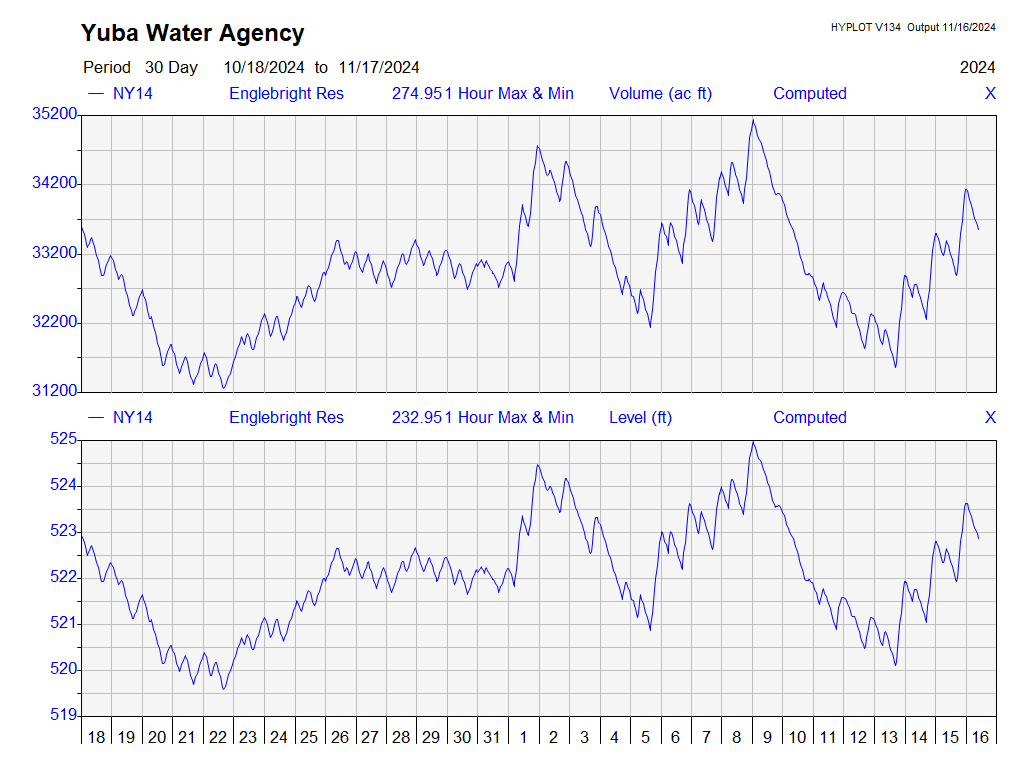 Yuba Water Agency
HYPLOT V134 Output 11/16/2024
Period 30 Day 10/18/2024 to 11/17/2024
2024
NY14 Englebright Res 274.951 Hour Max & Min Volume (ac ft) Computed X
35200
34200
33200
32200
31200
NY14 Englebright Res 232.951 Hour Max & Min Level (ft) Computed X
525
524
523
522
521
520
519
18 19 20 21 22 23 24 25 26 27 28 29 30 31 1 2 3 4 5 6 7 8 9 10 11 12 13 14 15 16